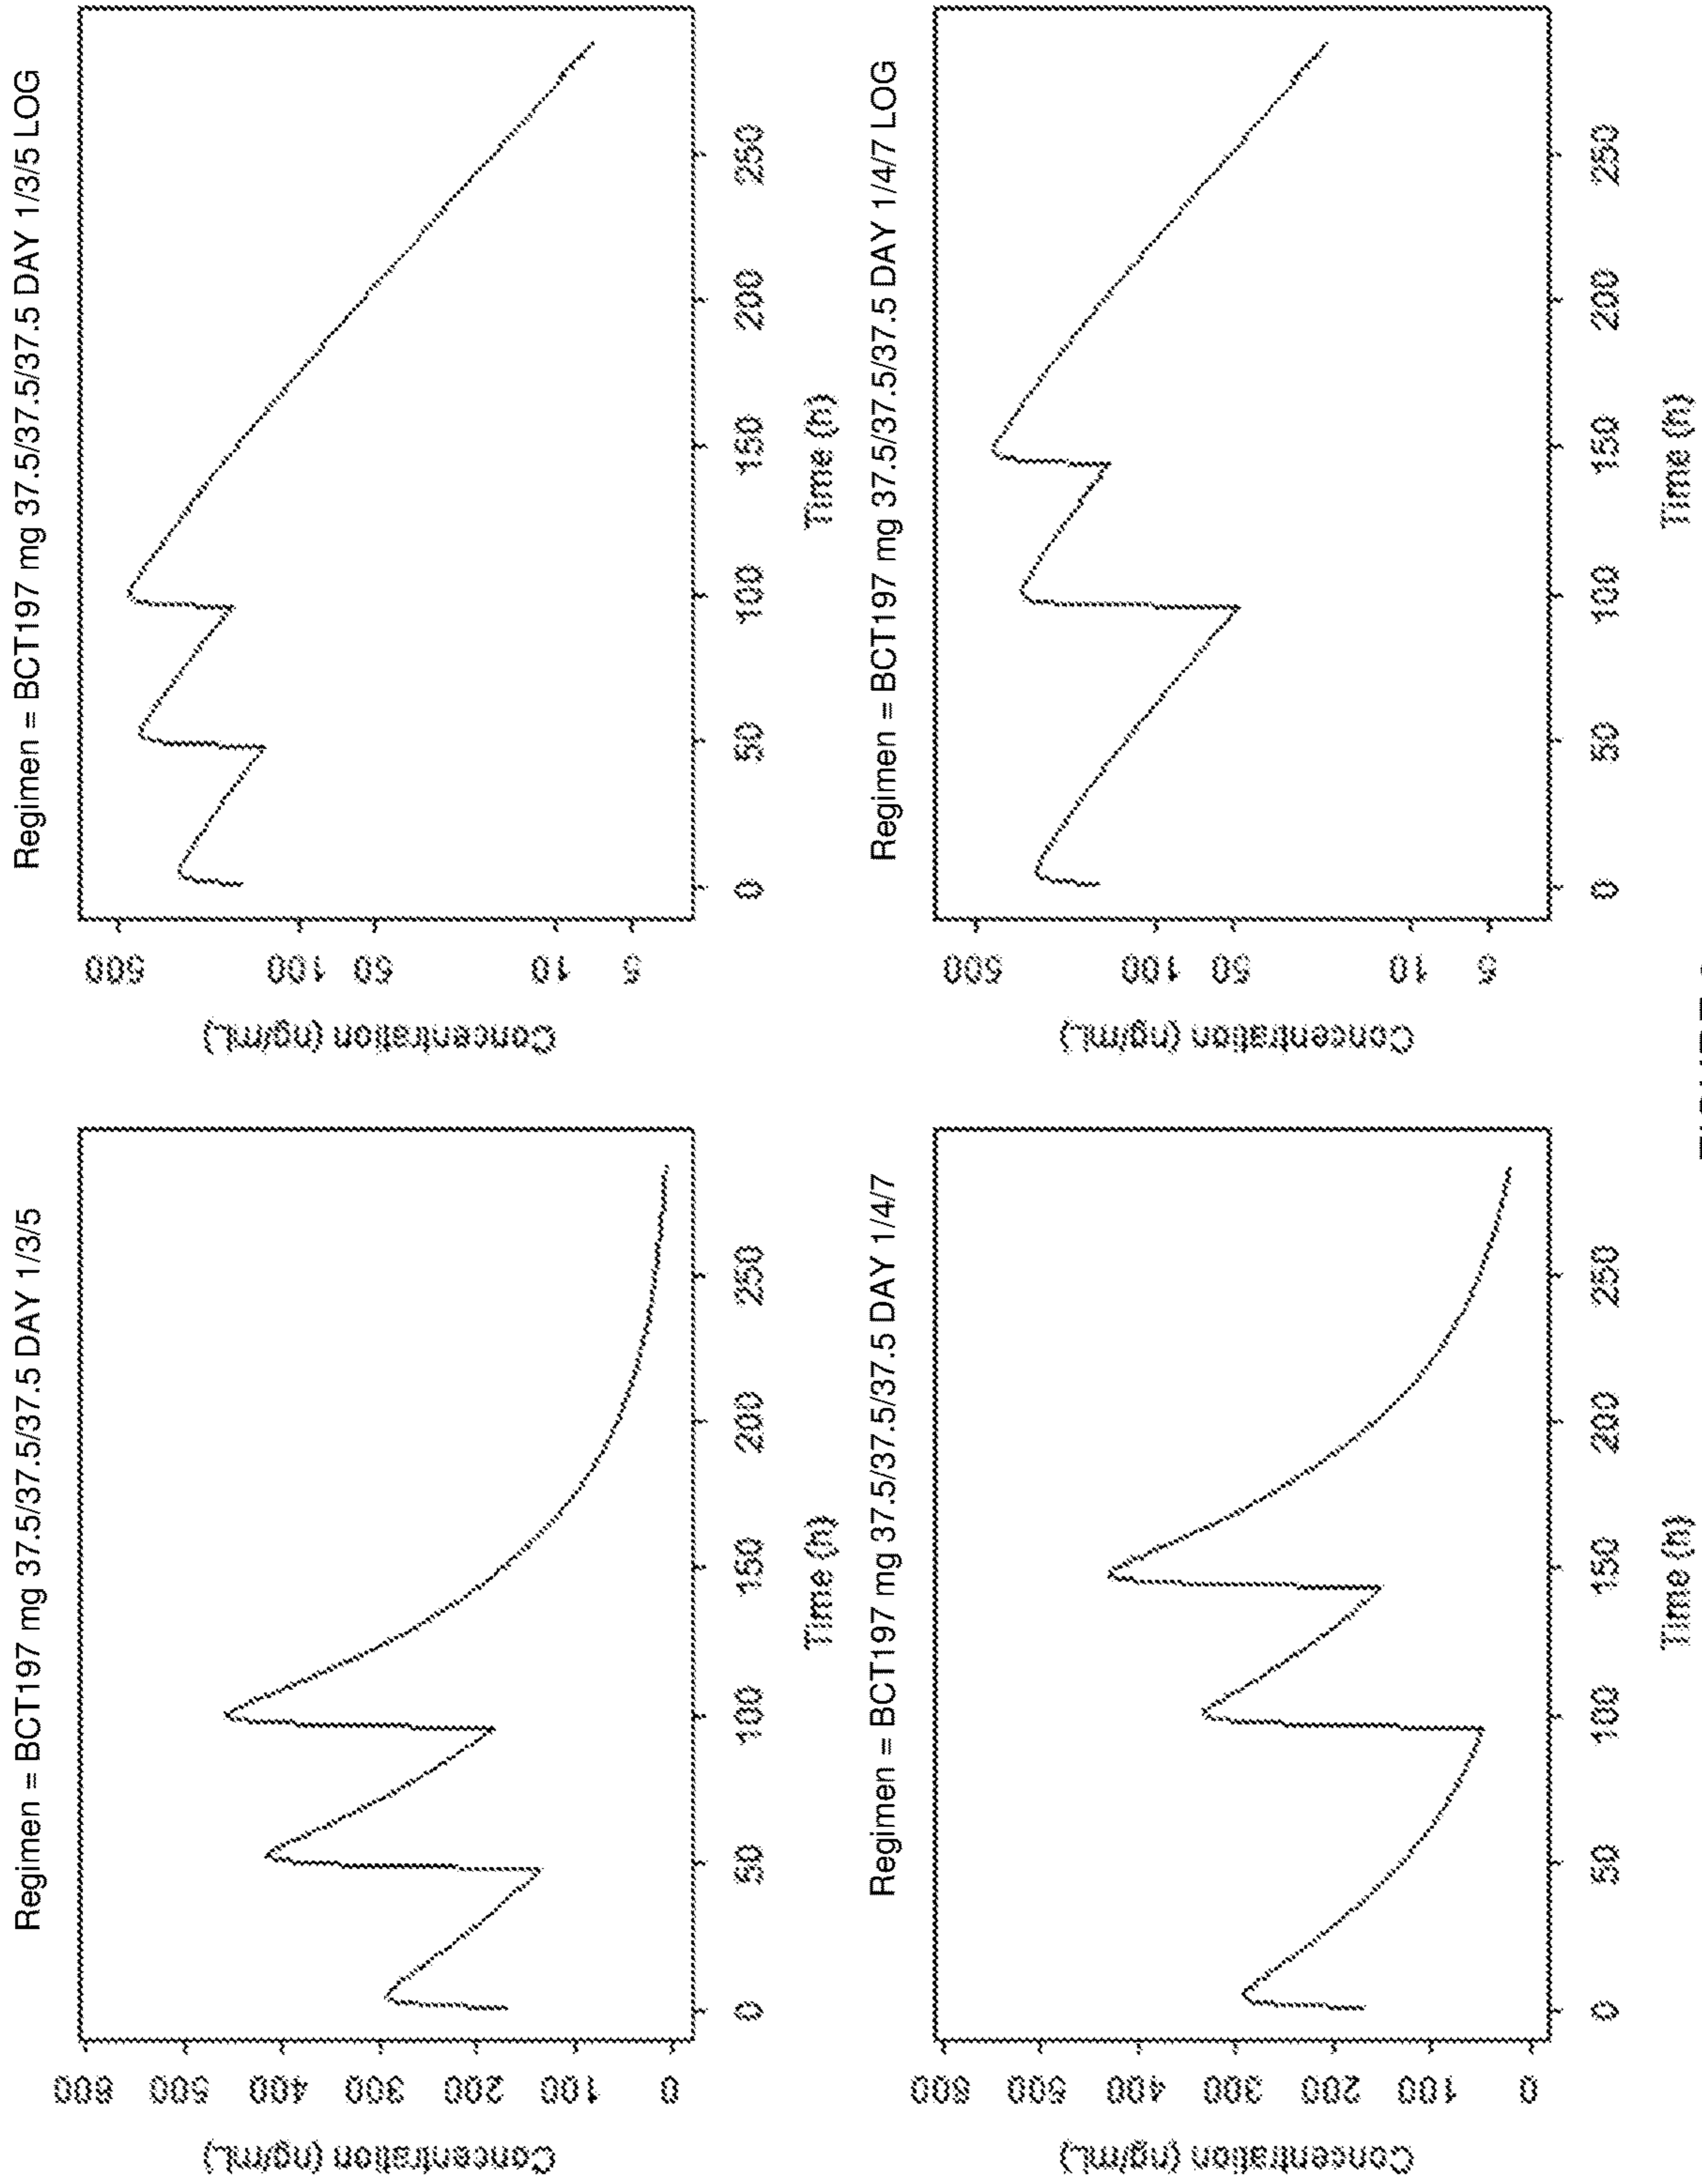 Regimen = BCT197 mg 37.5/37.5/37.5 DAY 1/3/5
Concentration (ng/mL)
600
500
400
300
200
100
0
0 50 100 150 200 250
Time (h)
Regimen = BCT197 mg 37.5/37.5/37.5 DAY 1/3/5 LOG
Concentration (ng/mL)
500
100
50
10
5
0 50 100 150 200 250
Time (h)
Regimen = BCT197 mg 37.5/37.5/37.5 DAY 1/4/7
Concentration (ng/mL)
600
500
400
300
200
100
0
0 50 100 150 200 250
Time (h)
Regimen = BCT197 mg 37.5/37.5/37.5 DAY 1/4/7 LOG
Concentration (ng/mL)
500
100
50
10
5
0 50 100 150 200 250
Time (h)
FIGURE